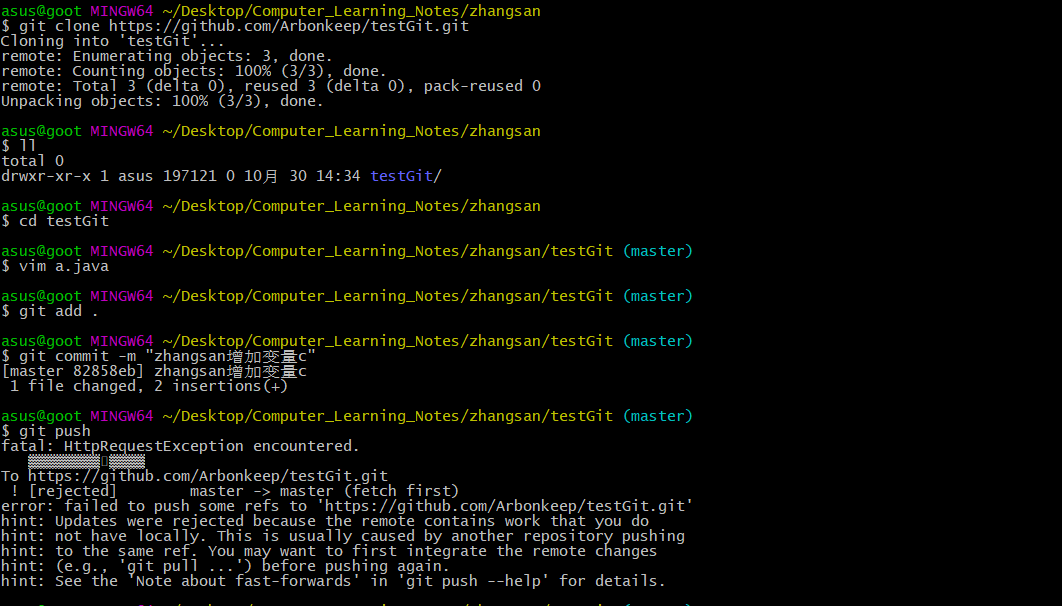 asus@goot MINGW64 ~/Desktop/Computer_Learning_Notes/zhangsan
$ git clone https://github.com/Arbonkeep/testGit.git
Cloning into 'testGit'...
remote: Enumerating objects: 3, done.
remote: Counting objects: 100% (3/3), done.
remote: Total 3 (delta 0), reused 3 (delta 0), pack-reused 0
Unpacking objects: 100% (3/3), done.
asus@goot MINGW64 ~/Desktop/Computer_Learning_Notes/zhangsan
$ ll
total 0
drwxr-xr-x 1 asus 197121 0 10月 30 14:34 testGit/
asus@goot MINGW64 ~/Desktop/Computer_Learning_Notes/zhangsan
$ cd testGit
asus@goot MINGW64 ~/Desktop/Computer_Learning_Notes/zhangsan/testGit (master)
$ vim a.java
asus@goot MINGW64 ~/Desktop/Computer_Learning_Notes/zhangsan/testGit (master)
$ git add .
asus@goot MINGW64 ~/Desktop/Computer_Learning_Notes/zhangsan/testGit (master)
$ git commit -m "zhangsan增加变量c"
[master 82858eb] zhangsan增加变量c
 1 file changed, 2 insertions(+)
asus@goot MINGW64 ~/Desktop/Computer_Learning_Notes/zhangsan/testGit (master)
$ git push
fatal: HttpRequestException encountered.
To https://github.com/Arbonkeep/testGit.git
 ! [rejected]        master -> master (fetch first)
error: failed to push some refs to 'https://github.com/Arbonkeep/testGit.git'
hint: Updates were rejected because the remote contains work that you do
hint: not have locally. This is usually caused by another repository pushing
hint: to the same ref. You may want to first integrate the remote changes
hint: (e.g., 'git pull ...') before pushing again.
hint: See the 'Note about fast-forwards' in 'git push --help' for details.